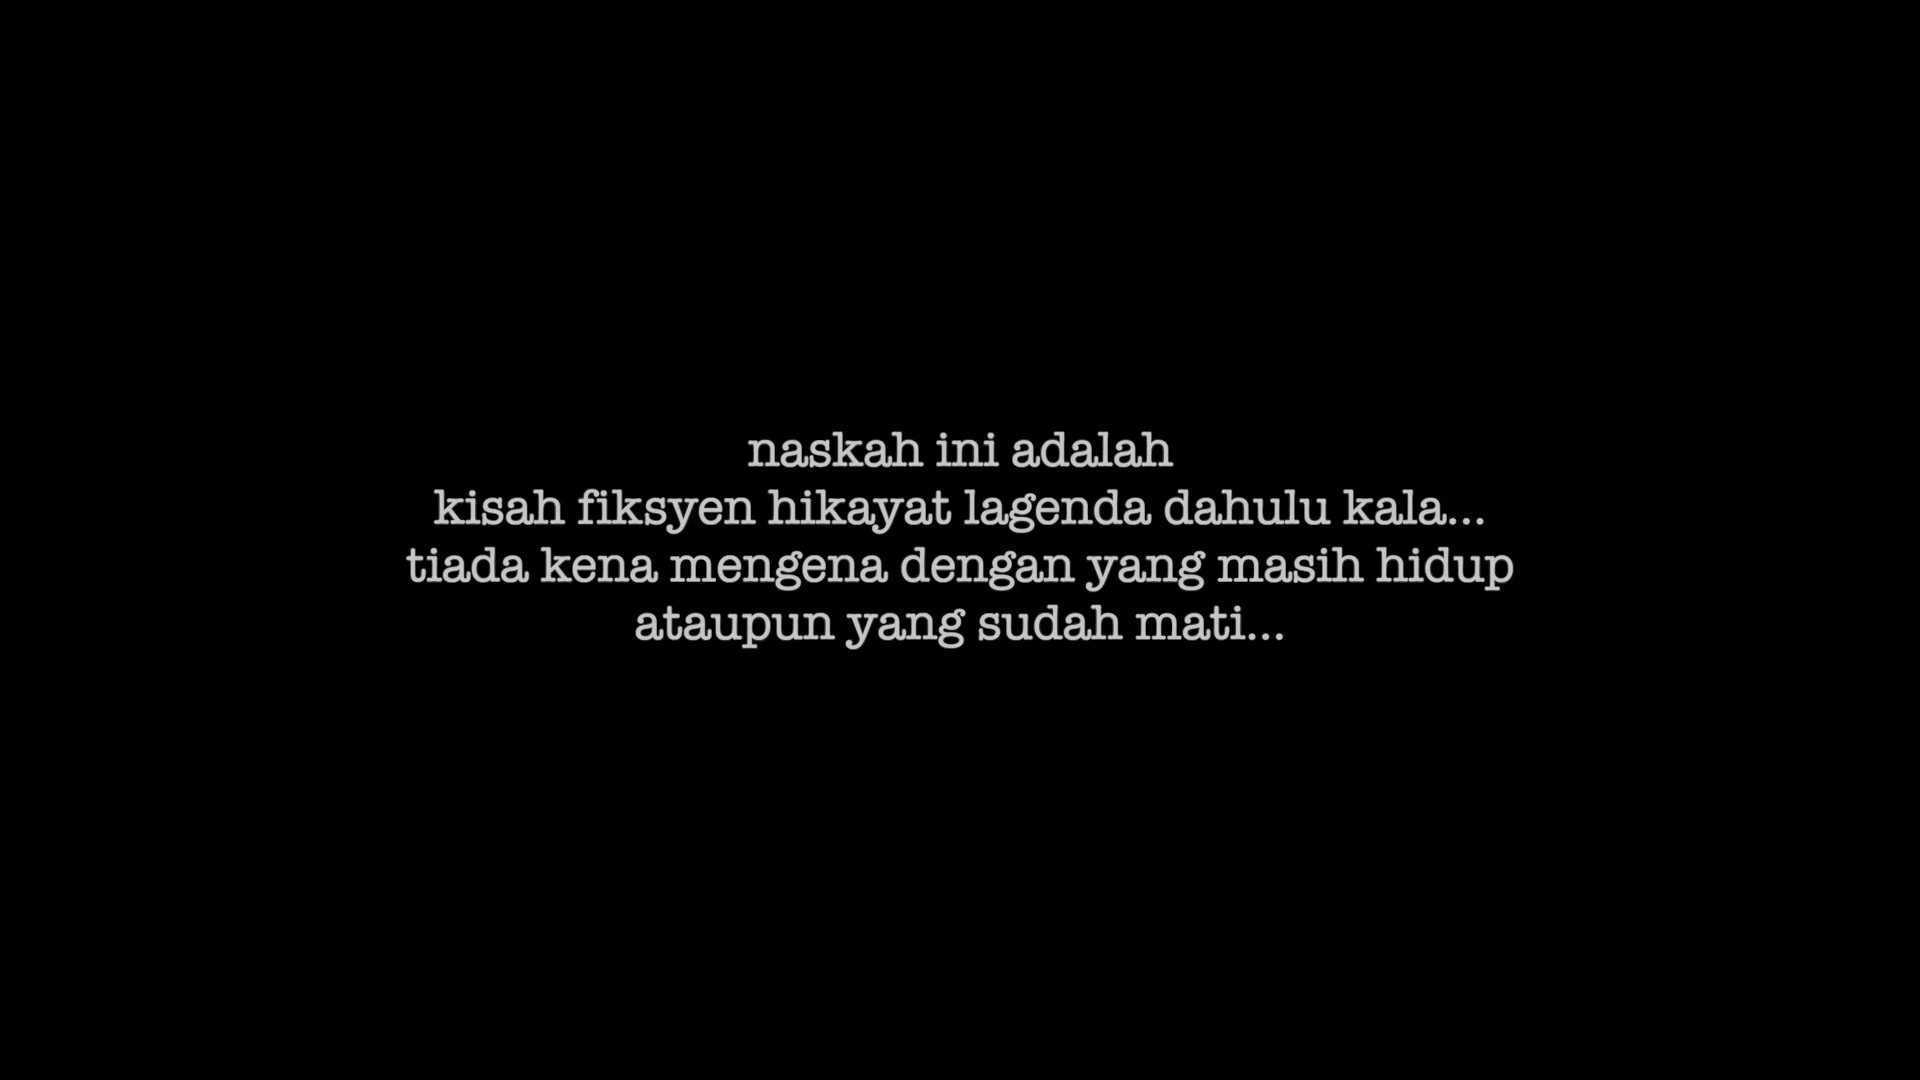 naskah ini adalah
kisah fiksyen hikayat lagenda dahulu kala...
tiada kena mengena dengan yang masih hidup
ataupun yang sudah mati...